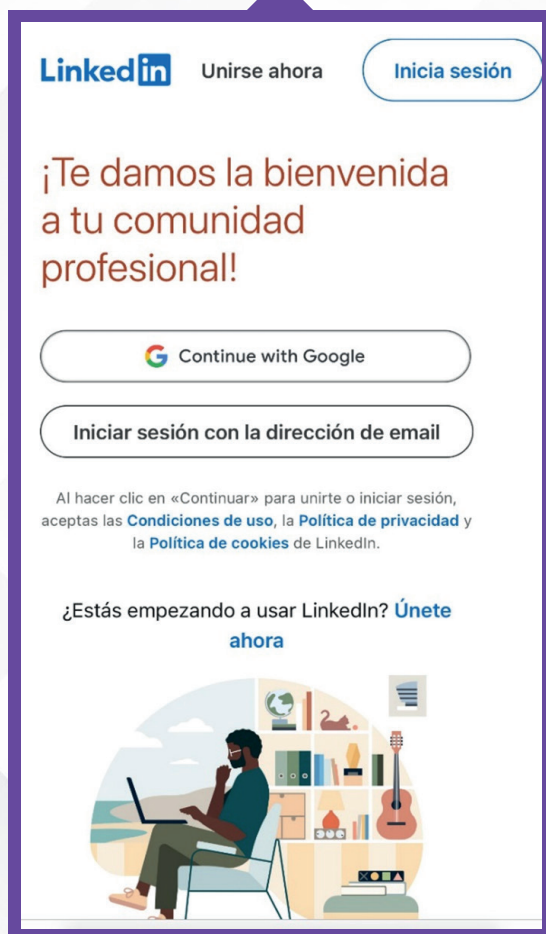 LinkedIn Unirse ahora Inicia sesión
¡Te damos la bienvenida
a tu comunidad
profesional!
Continue with Google
Iniciar sesión con la dirección de email
Al hacer clic en «Continuar» para unirte o iniciar sesión,
aceptas las Condiciones de uso, la Política de privacidad y
la Política de cookies de LinkedIn.
¿Estás empezando a usar LinkedIn? Únete
ahora